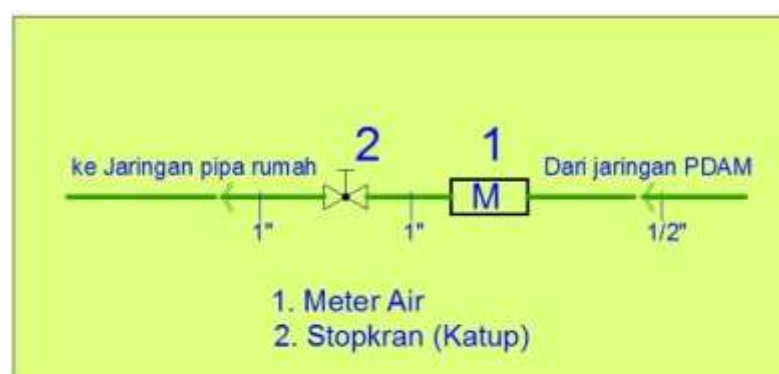 2 1
ke Jaringan pipa rumah Dari jaringan PDAM
M
1" 1" 1/2"
1. Meter Air
2. Stopkran (Katup)